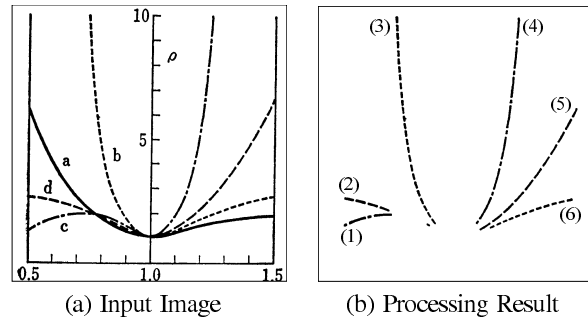 10
ρ
(3)
(4)
5
(5)
a
b
d
(2)
(6)
c
(1)
0.5
1.0
1.5
(a) Input Image
(b) Processing Result